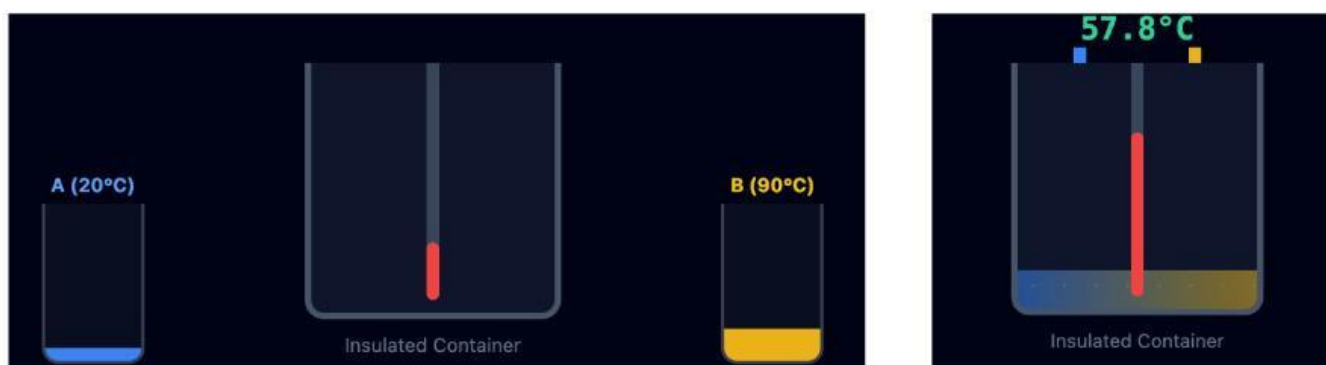 57.8°C
A (20°C)
B (90°C)
Insulated Container
Insulated Container